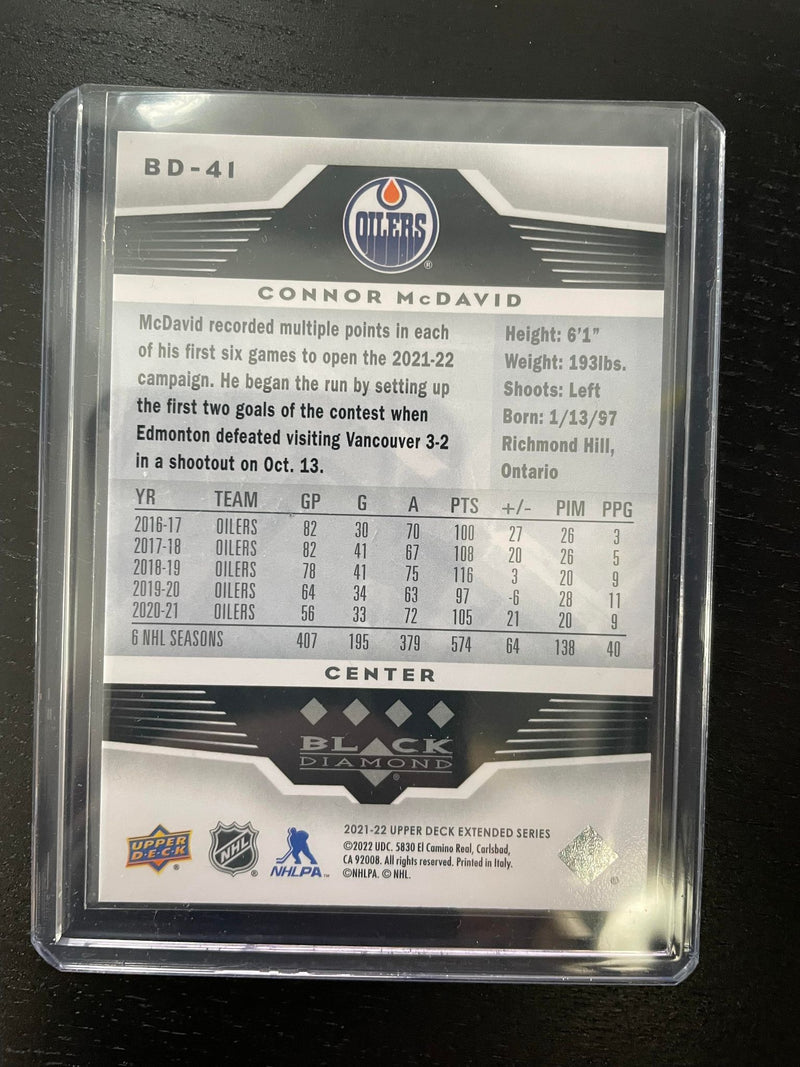 BD-41
OILERS
®
CONNOR McDAVID
McDavid recorded multiple points in each
of his first six games to open the 2021-22
campaign. He began the run by setting up
the first two goals of the contest when
Edmonton defeated visiting Vancouver 3-2
in a shootout on Oct. 13.
Height: 6'1"
Weight: 193lbs.
Shoots: Left
Born: 1/13/97
Richmond Hill,
Ontario
YR TEAM GP G A PTS +/- PIM PPG
2016-17 OILERS 82 30 70 100 27 26 3
2017-18 OILERS 82 41 67 108 20 26 5
2018-19 OILERS 78 41 75 116 3 20 9
2019-20 OILERS 64 34 63 97 -6 28 11
2020-21 OILERS 56 33 72 105 21 20 9
6 NHL SEASONS 407 195 379 574 64 138 40
CENTER
BLACK
DIAMOND
®
UPPER
D·E·C·K
®
NHL
®
NHLPA™
2021-22 UPPER DECK EXTENDED SERIES
©2022 UDC. 5830 El Camino Real, Carlsbad,
CA 92008. All rights reserved. Printed in Italy.
©NHLPA. © NHL.
®